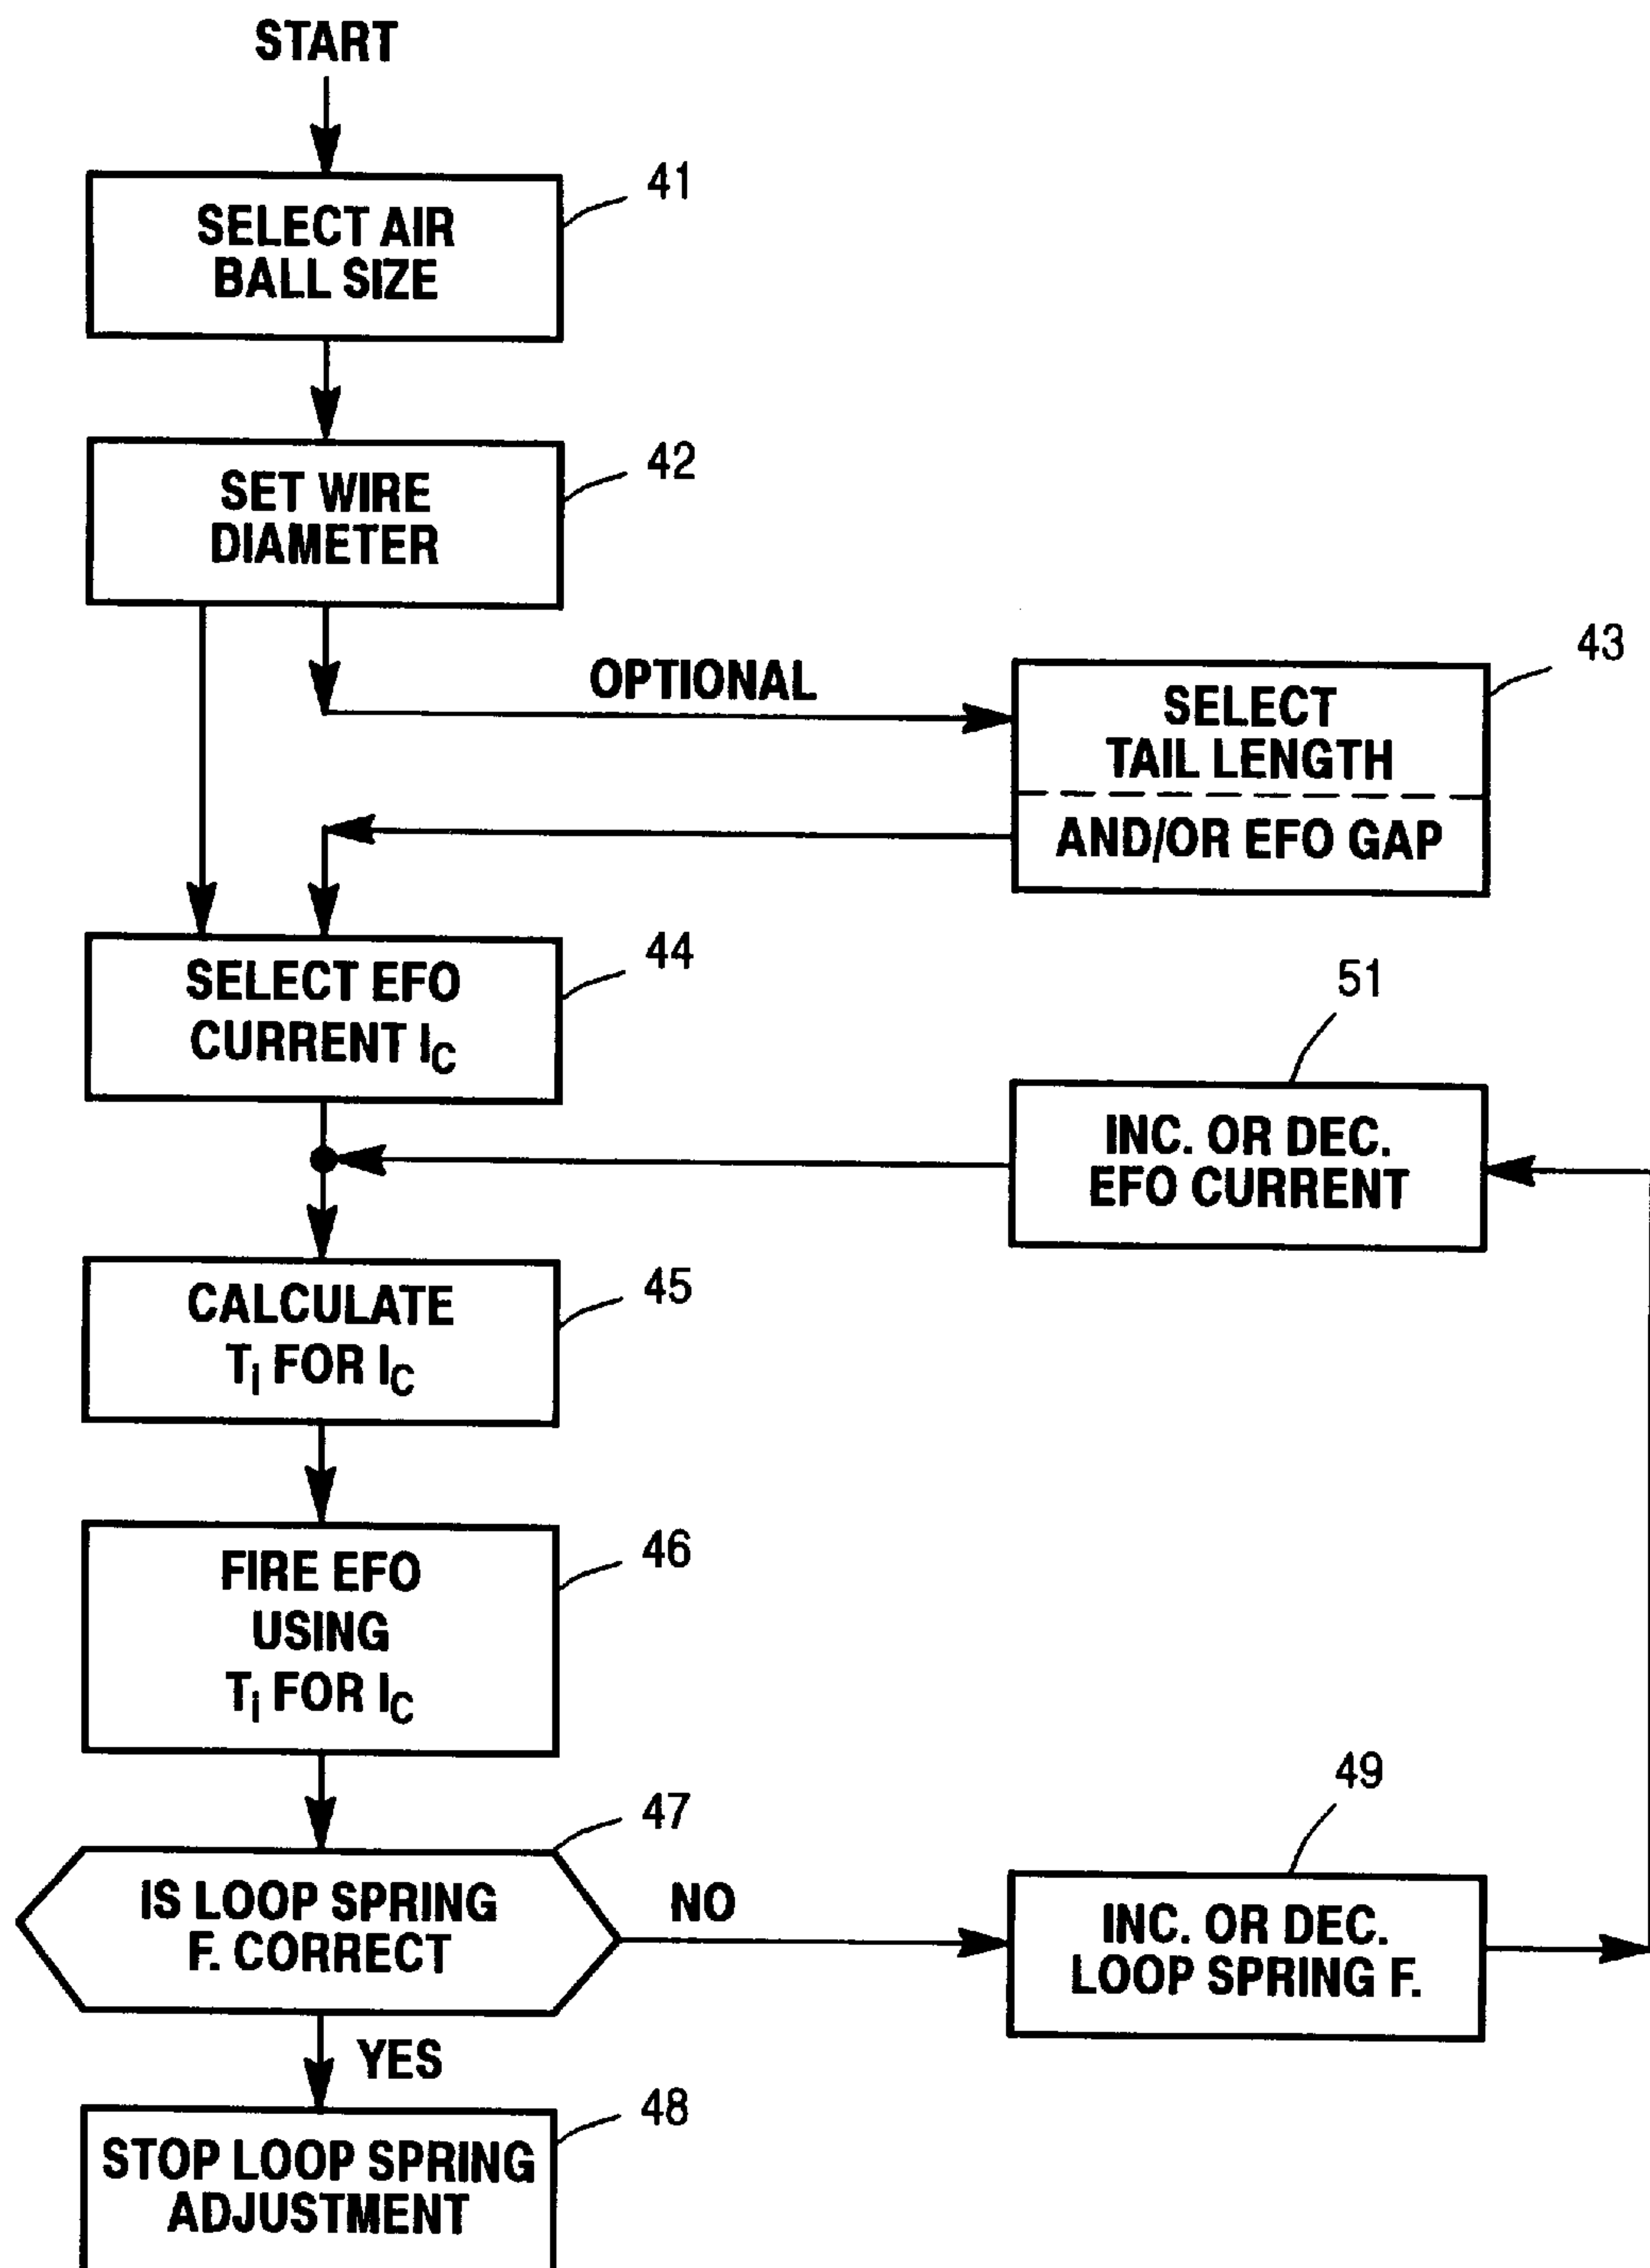 START
41
SELECT AIR
BALL SIZE
42
SET WIRE
DIAMETER
OPTIONAL
43
SELECT
TAIL LENGTH
AND/OR EFO GAP
44
SELECT EFO
CURRENT IC
51
INC. OR DEC.
EFO CURRENT
45
CALCULATE
Ti FOR IC
46
FIRE EFO
USING
Ti FOR IC
47
IS LOOP SPRING
F. CORRECT
NO
49
INC. OR DEC.
LOOP SPRING F.
YES
48
STOP LOOP SPRING
ADJUSTMENT